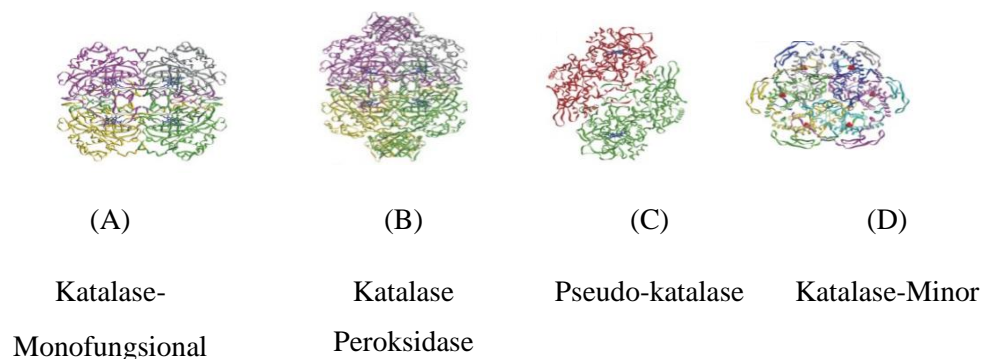 (A) (B) (C) (D)
Katalase- Katalase Pseudo-katalase Katalase-Minor
Monofungsional Peroksidase